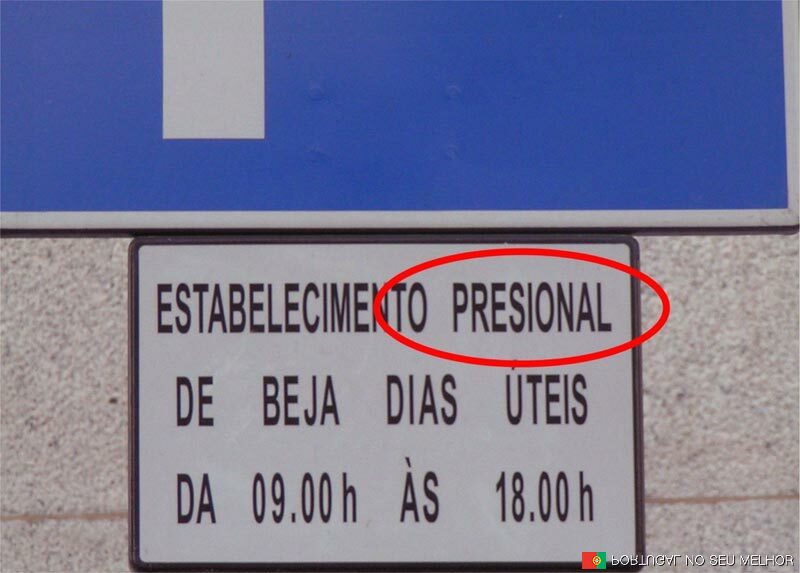 ESTABELECIMENTO PRESIONAL
DE BEJA DIAS ÚTEIS
DA 09.00h ÀS 18.00h
PORTUGAL NO SEU MELHOR